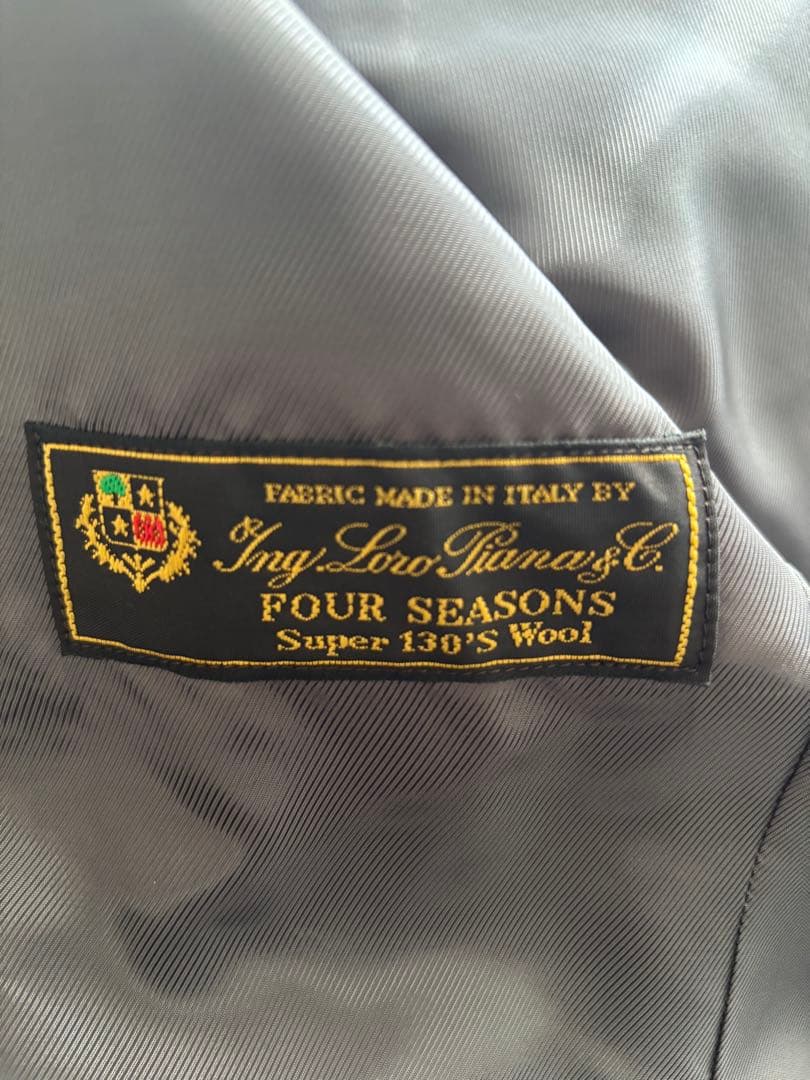 FABRIC MADE IN ITALY BY
Ing. Loro Piana & C.
FOUR SEASONS
Super 130'S Wool